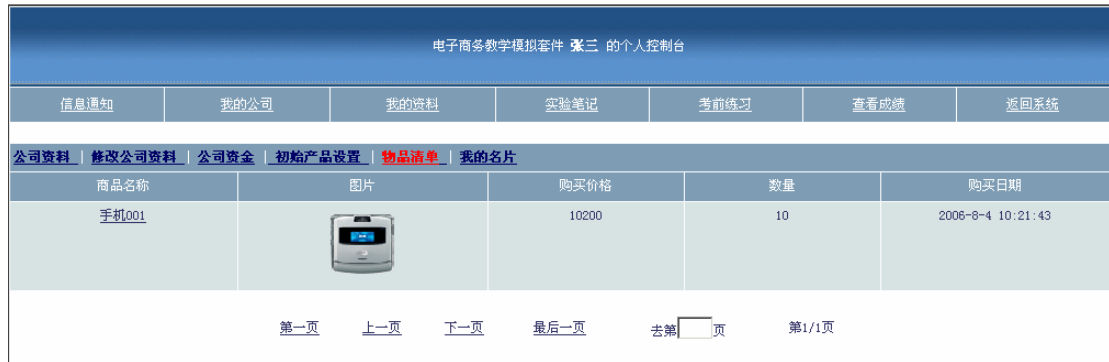 电子商务教学模拟套件 张三 的个人控制台
信息通知 我的公司 我的资料 实验笔记 考前练习 查看成绩 返回系统
公司资料 | 修改公司资料 | 公司资金 | 初始产品设置 | 物品清单 | 我的名片
商品名称 图片 购买价格 数量 购买日期
手机001 10200 10 2006-8-4 10:21:43
第一页 上一页 下一页 最后一页 去第 页 第1/1页